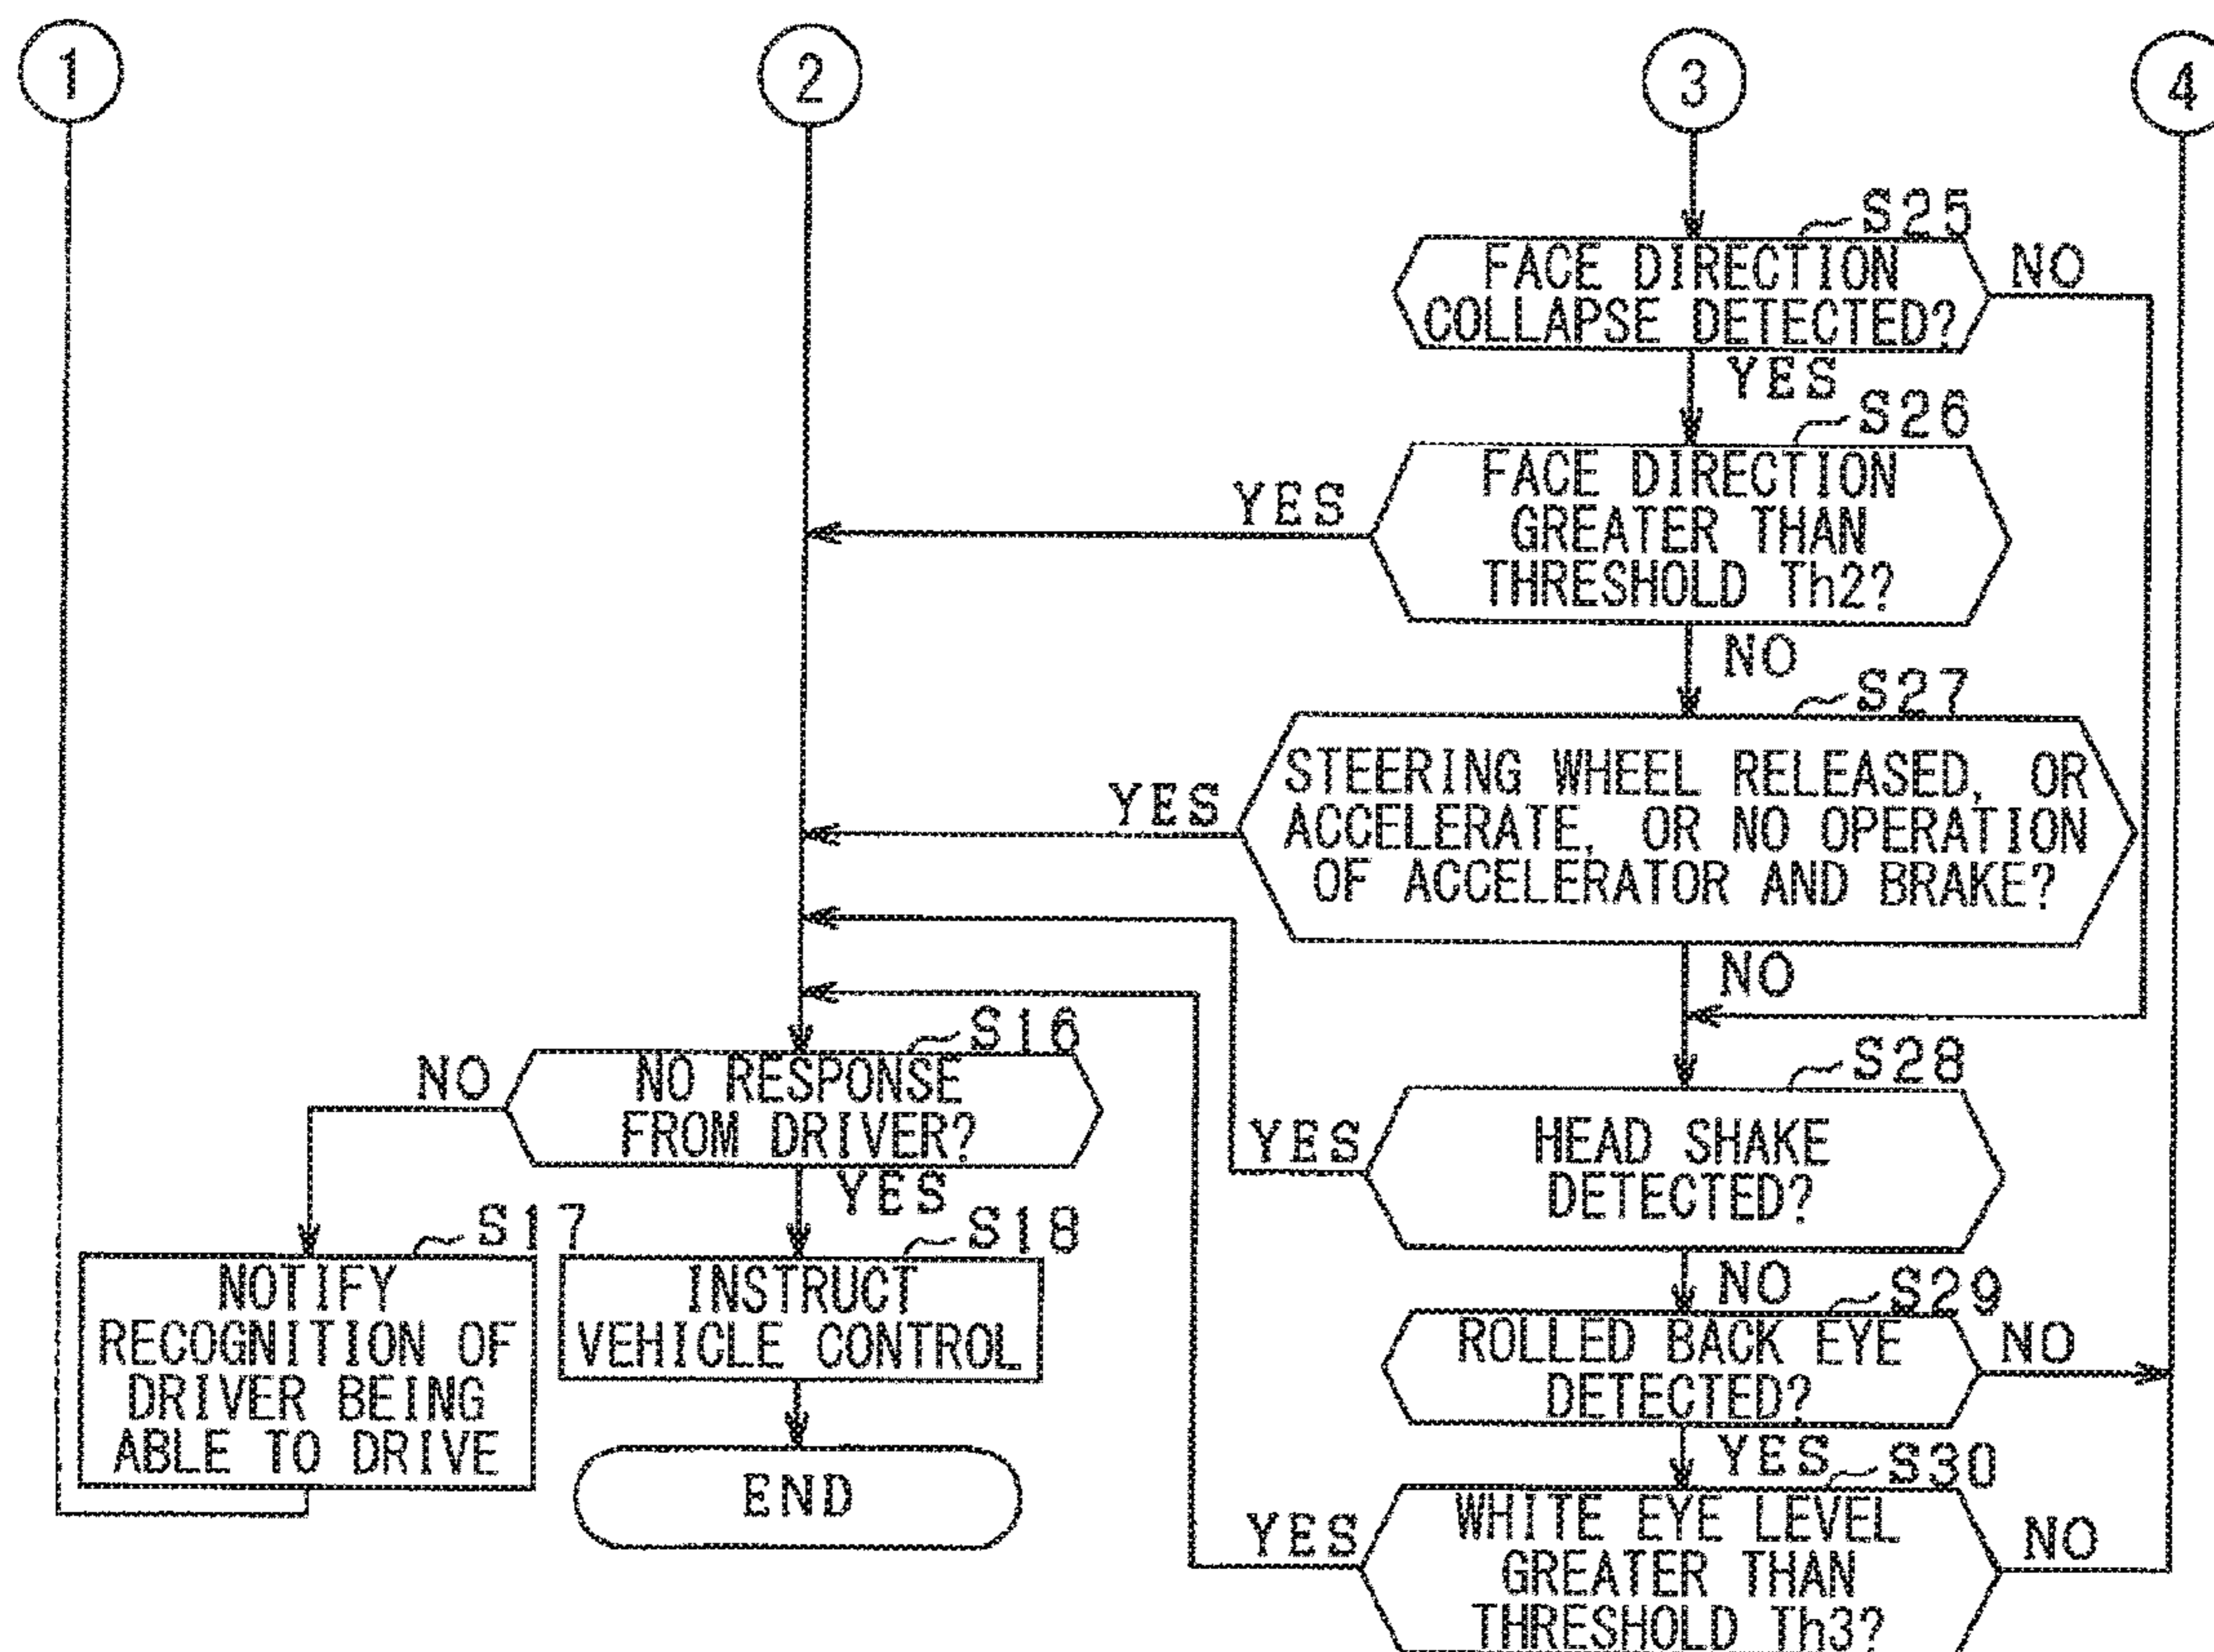 1
2
3
4
S25
FACE DIRECTION
COLLAPSE DETECTED?
NO
YES
S26
FACE DIRECTION
GREATER THAN
THRESHOLD Th2?
YES
NO
S27
STEERING WHEEL RELEASED, OR
ACCELERATE, OR NO OPERATION
OF ACCELERATOR AND BRAKE?
YES
NO
S16
NO RESPONSE
FROM DRIVER?
NO
YES
S28
HEAD SHAKE
DETECTED?
YES
NO
S17
NOTIFY
RECOGNITION OF
DRIVER BEING
ABLE TO DRIVE
S18
INSTRUCT
VEHICLE CONTROL
END
S29
ROLLED BACK EYE
DETECTED?
NO
YES
S30
WHITE EYE LEVEL
GREATER THAN
THRESHOLD Th3?
YES
NO